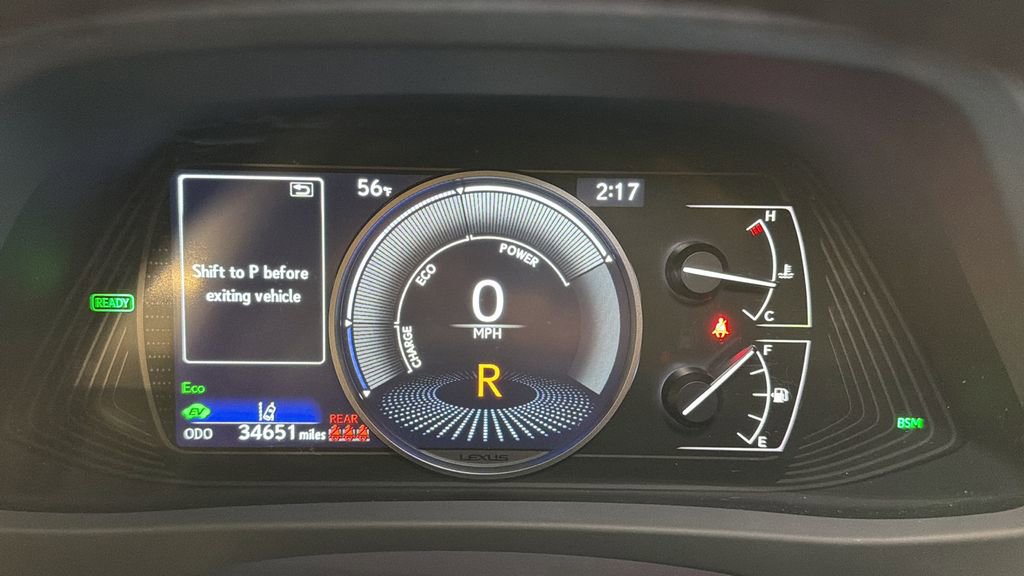 56°F
2:17
Shift to P before
exiting vehicle
READY
CHARGE
ECO
POWER
0
MPH
R
H
C
F
E
Eco
EV
ODO 34651 miles
REAR
BSM
LEXUS